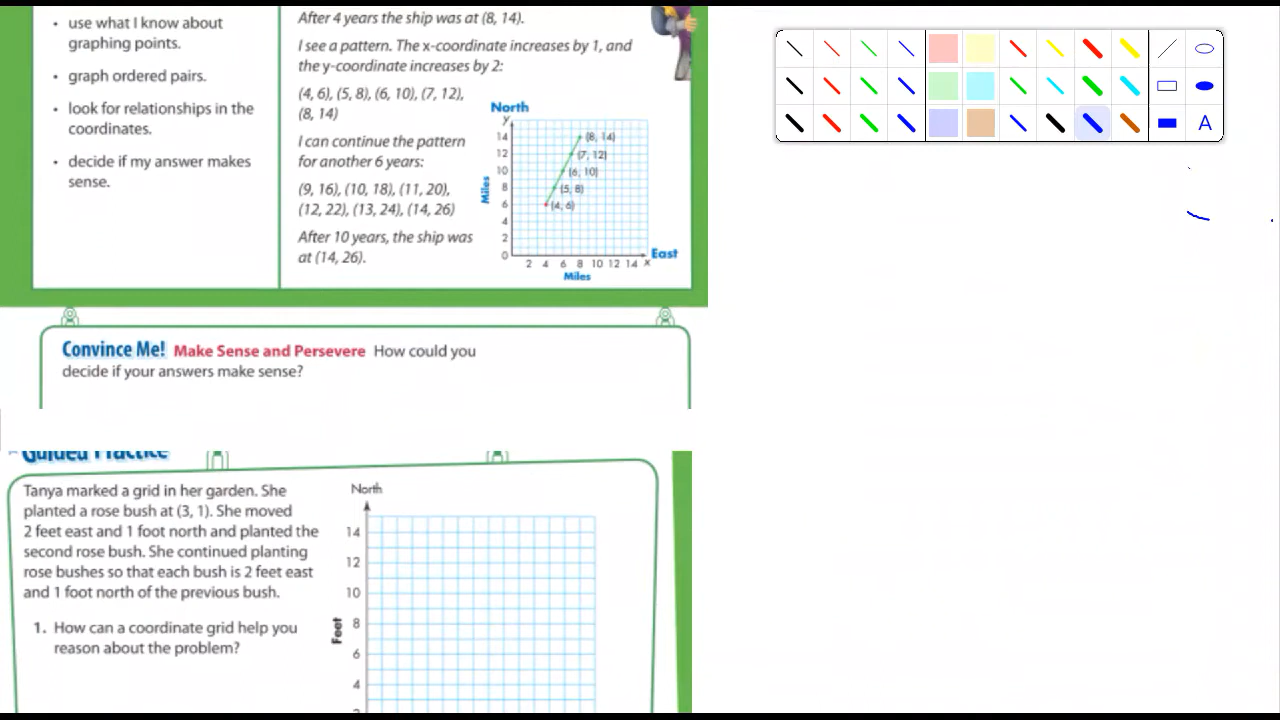 • use what I know about
graphing points.
• graph ordered pairs.
• look for relationships in the
coordinates.
• decide if my answer makes
sense.
After 4 years the ship was at (8, 14).
I see a pattern. The x-coordinate increases by 1, and
the y-coordinate increases by 2:
(4, 6), (5, 8), (6, 10), (7, 12),
(8, 14)
I can continue the pattern
for another 6 years:
(9, 16), (10, 18), (11, 20),
(12, 22), (13, 24), (14, 26)
After 10 years, the ship was
at (14, 26).
North
y
14
12
10
8
6
4
2
0
Miles
(8, 14)
(7, 12)
(6, 10)
(5, 8)
(4, 6)
2 4 6 8 10 12 14 x
East
Miles
Convince Me! Make Sense and Persevere How could you
decide if your answers make sense?
Guided Practice
Tanya marked a grid in her garden. She
planted a rose bush at (3, 1). She moved
2 feet east and 1 foot north and planted the
second rose bush. She continued planting
rose bushes so that each bush is 2 feet east
and 1 foot north of the previous bush.
1. How can a coordinate grid help you
reason about the problem?
North
14
12
10
8
6
4
2
Feet
A